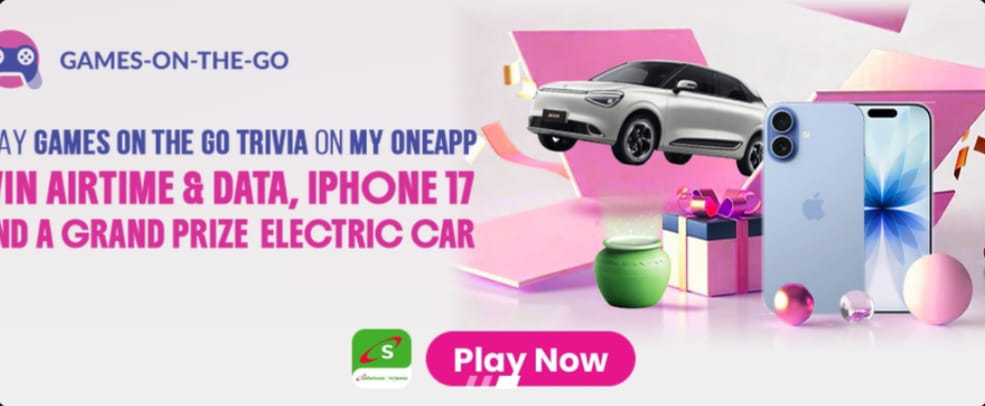 GAMES-ON-THE-GO
AY GAMES ON THE GO TRIVIA ON MY ONEAPP
IN AIRTIME & DATA, IPHONE 17
ND A GRAND PRIZE ELECTRIC CAR
S
Play Now